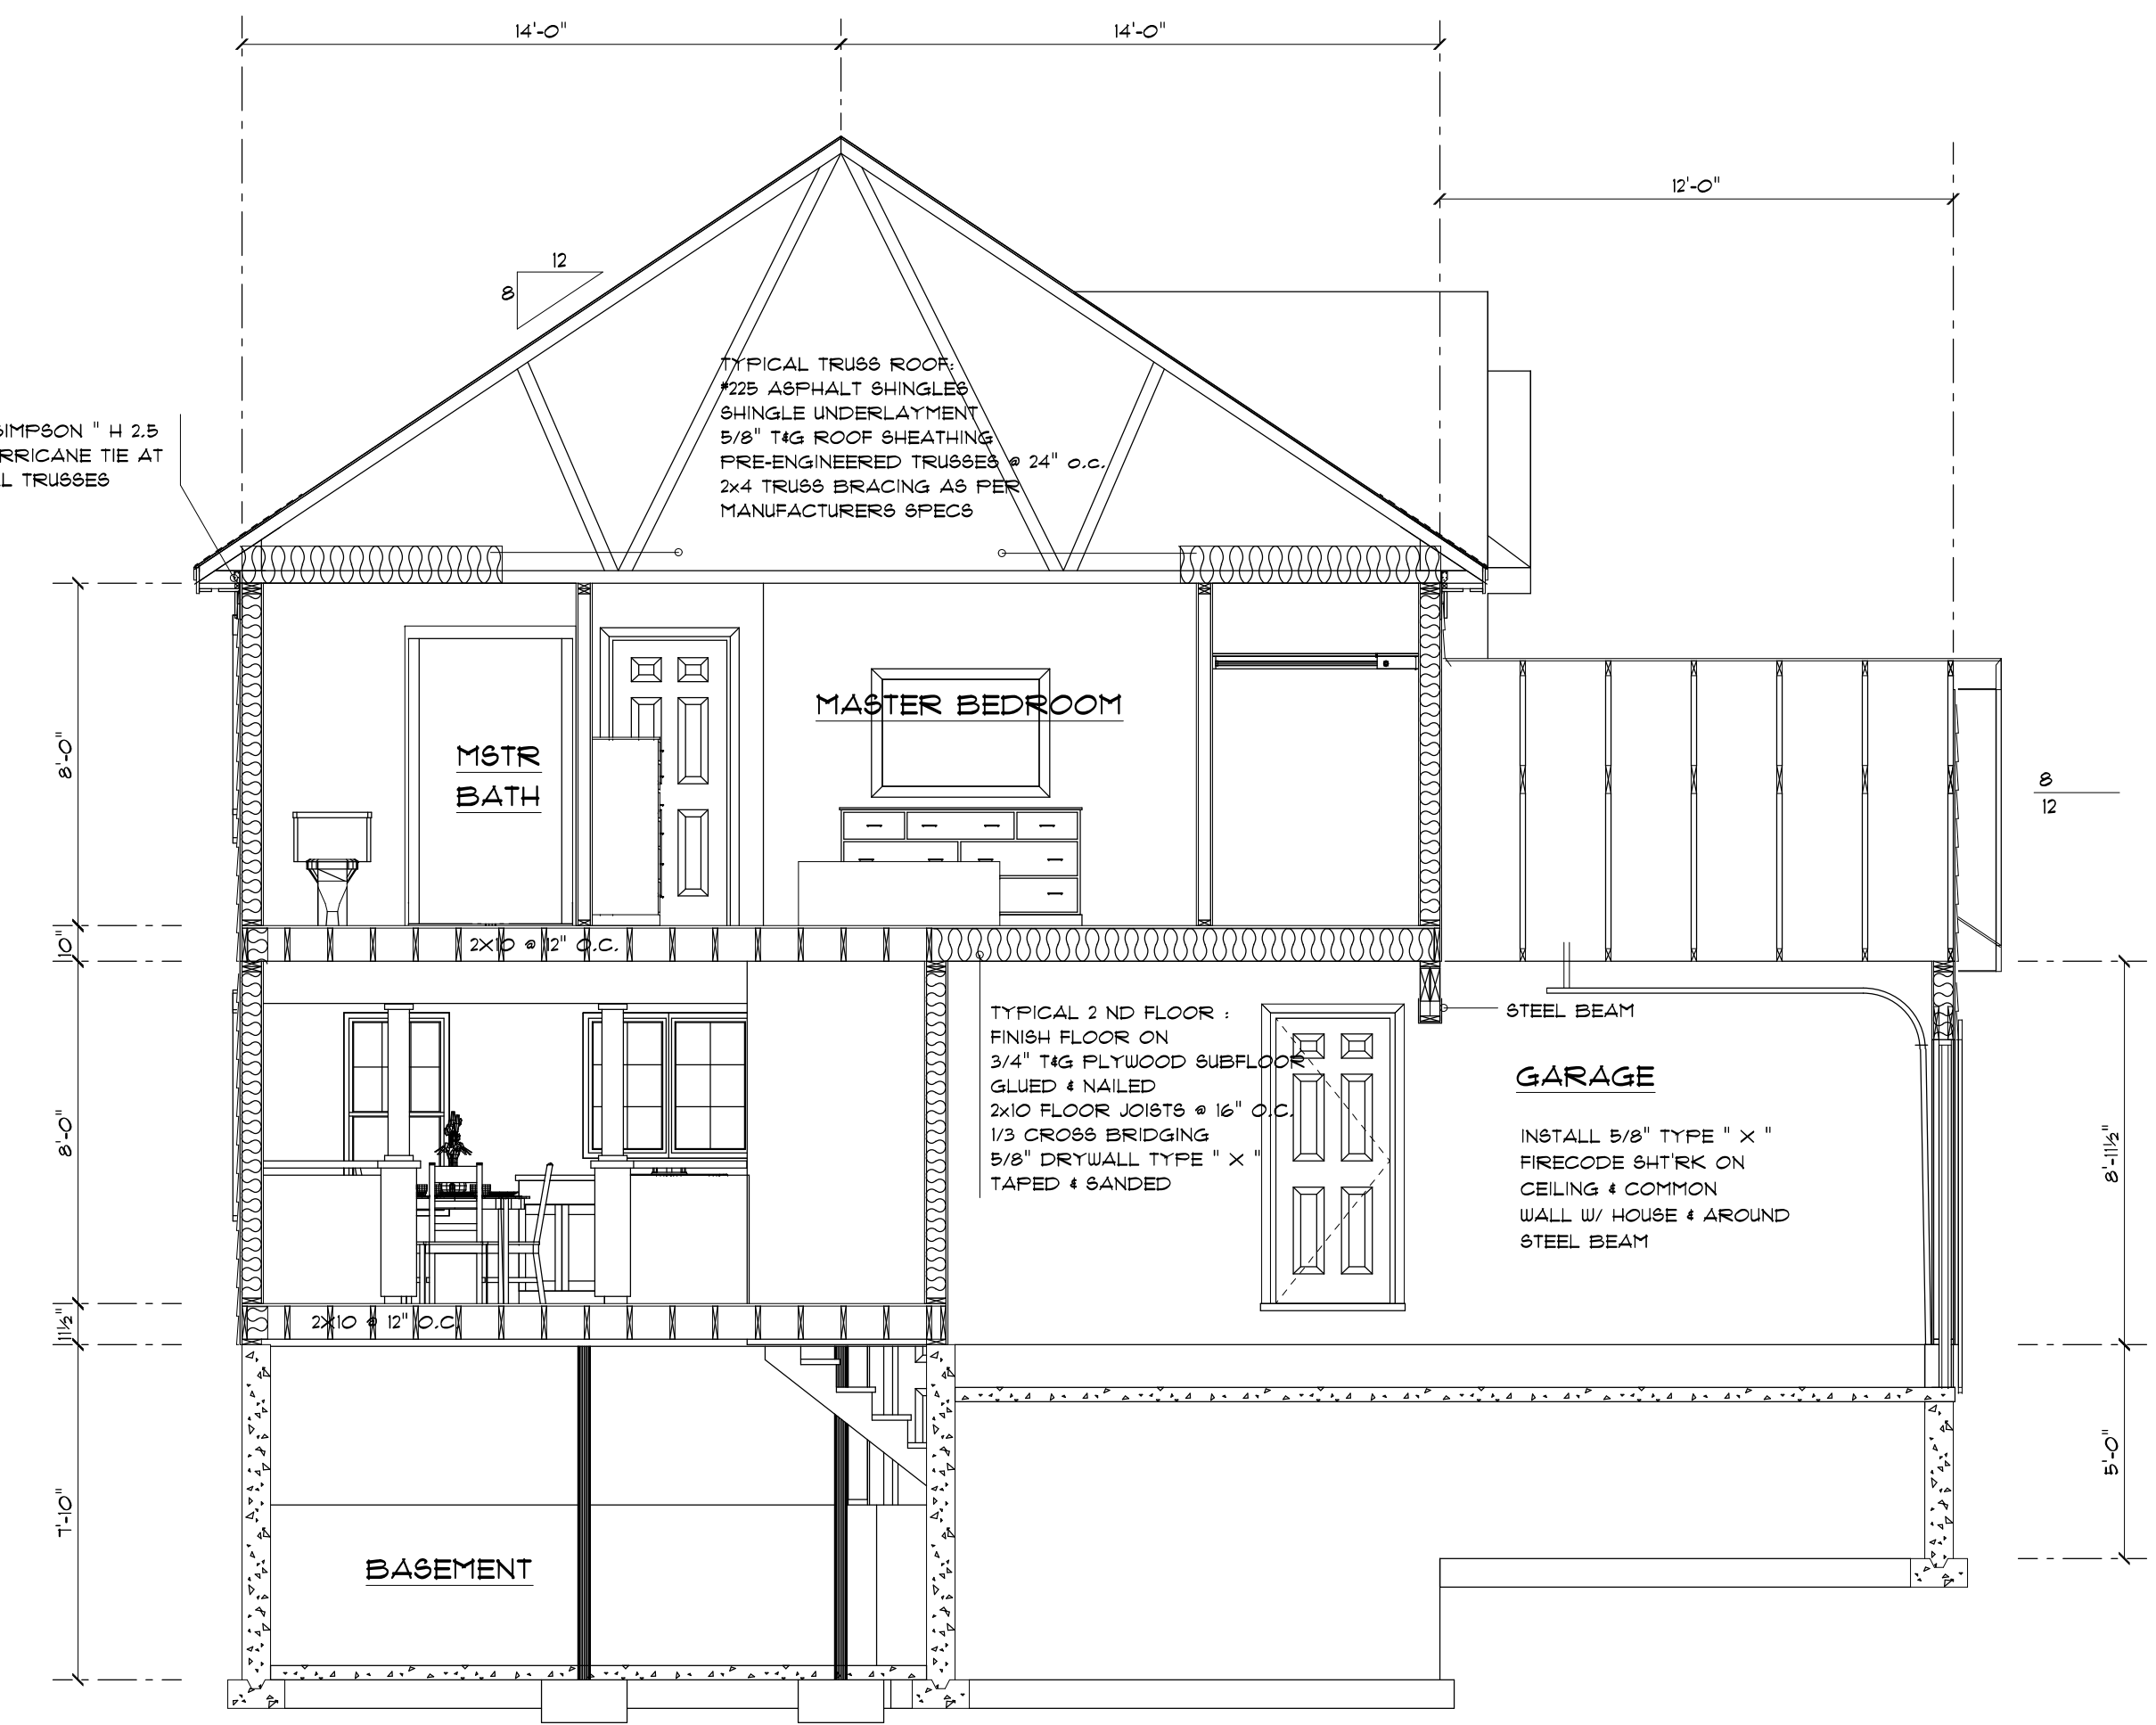 14'-0"
14'-0"
12'-0"
12
8
TYPICAL TRUSS ROOF:
#225 ASPHALT SHINGLES
SHINGLE UNDERLAYMENT
5/8" T&G ROOF SHEATHING
PRE-ENGINEERED TRUSSES @ 24" O.C.
2x4 TRUSS BRACING AS PER
MANUFACTURERS SPECS
SIMPSON " H 2.5
RRICANE TIE AT
L TRUSSES
8'-0"
MSTR
BATH
MASTER BEDROOM
8
12
10"
2X10 @ 12" O.C.
8'-0"
TYPICAL 2 ND FLOOR :
FINISH FLOOR ON
3/4" T&G PLYWOOD SUBFLOOR
GLUED & NAILED
2x10 FLOOR JOISTS @ 16" O.C.
1/3 CROSS BRIDGING
5/8" DRYWALL TYPE " X "
TAPED & SANDED
STEEL BEAM
GARAGE
INSTALL 5/8" TYPE " X "
FIRECODE SHT'RK ON
CEILING & COMMON
WALL W/ HOUSE & AROUND
STEEL BEAM
8'-11½"
11½"
2X10 @ 12" O.C.
5'-0"
7'-10"
BASEMENT